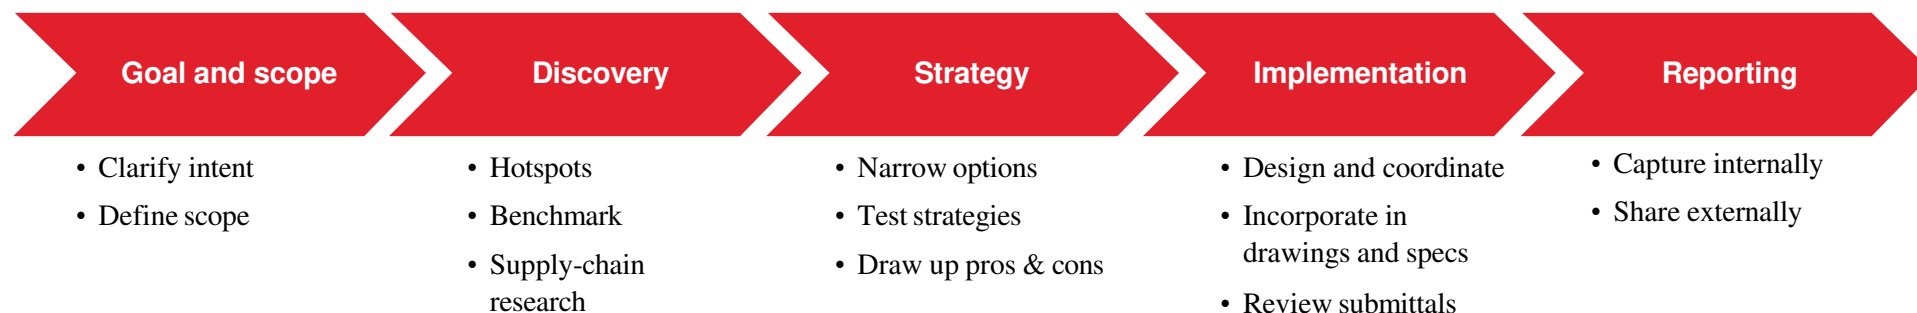 Goal and scope
• Clarify intent
• Define scope
Discovery
• Hotspots
• Benchmark
• Supply-chain
research
Strategy
• Narrow options
• Test strategies
• Draw up pros & cons
Implementation
• Design and coordinate
• Incorporate in
drawings and specs
• Review submittals
Reporting
• Capture internally
• Share externally